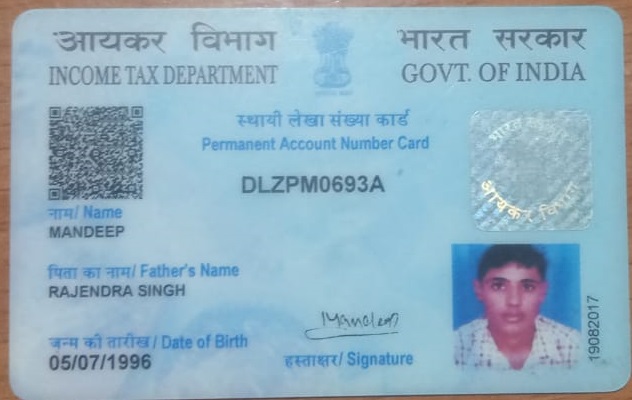 आयकर विभाग
INCOME TAX DEPARTMENT
भारत सरकार
GOVT. OF INDIA
स्थायी लेखा संख्या कार्ड
Permanent Account Number Card
DLZPM0693A
नाम/ Name
MANDEEP
पिता का नाम/ Father's Name
RAJENDRA SINGH
जन्म की तारीख/ Date of Birth
05/07/1996
Mandeep
हस्ताक्षर/ Signature
भारत सरकार
आयकर विभाग
19082017